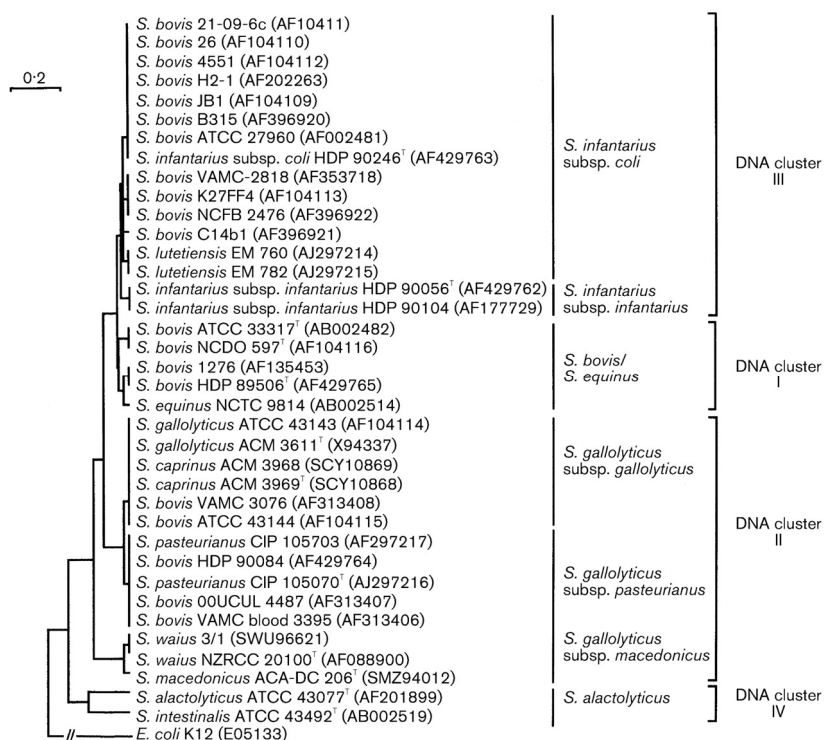 0·2
S. bovis 21-09-6c (AF10411)
S. bovis 26 (AF104110)
S. bovis 4551 (AF104112)
S. bovis H2-1 (AF202263)
S. bovis JB1 (AF104109)
S. bovis B315 (AF396920)
S. bovis ATCC 27960 (AF002481)
S. infantarius subsp. coli HDP 90246ᵀ (AF429763)
S. bovis VAMC-2818 (AF353718)
S. bovis K27FF4 (AF104113)
S. bovis NCFB 2476 (AF396922)
S. bovis C14b1 (AF396921)
S. lutetiensis EM 760 (AJ297214)
S. lutetiensis EM 782 (AJ297215)
S. infantarius subsp. infantarius HDP 90056ᵀ (AF429762)
S. infantarius subsp. infantarius HDP 90104 (AF177729)
S. bovis ATCC 33317ᵀ (AB002482)
S. bovis NCDO 597ᵀ (AF104116)
S. bovis 1276 (AF135453)
S. bovis HDP 89506ᵀ (AF429765)
S. equinus NCTC 9814 (AB002514)
S. gallolyticus ATCC 43143 (AF104114)
S. gallolyticus ACM 3611ᵀ (X94337)
S. caprinus ACM 3968 (SCY10869)
S. caprinus ACM 3969ᵀ (SCY10868)
S. bovis VAMC 3076 (AF313408)
S. bovis ATCC 43144 (AF104115)
S. pasteurianus CIP 105703 (AF297217)
S. bovis HDP 90084 (AF429764)
S. pasteurianus CIP 105070ᵀ (AJ297216)
S. bovis 00UCUL 4487 (AF313407)
S. bovis VAMC blood 3395 (AF313406)
S. waius 3/1 (SWU96621)
S. waius NZRCC 20100ᵀ (AF088900)
S. macedonicus ACA-DC 206ᵀ (SMZ94012)
S. alactolyticus ATCC 43077ᵀ (AF201899)
S. intestinalis ATCC 43492ᵀ (AB002519)
E. coli K12 (E05133)
S. infantarius
subsp. coli
S. infantarius
subsp. infantarius
S. bovis/
S. equinus
S. gallolyticus
subsp. gallolyticus
S. gallolyticus
subsp. pasteurianus
S. gallolyticus
subsp. macedonicus
S. alactolyticus
DNA cluster
III
DNA cluster
I
DNA cluster
II
DNA cluster
IV